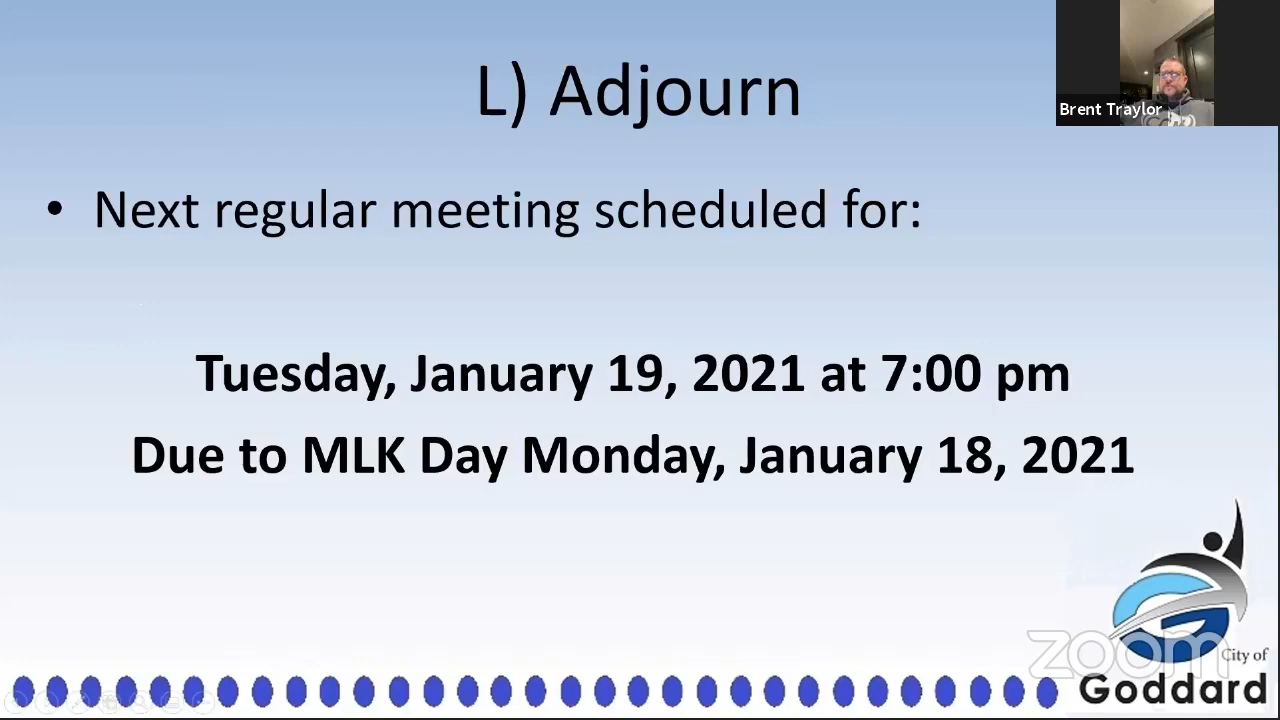 L) Adjourn
Brent Traylor
• Next regular meeting scheduled for:
Tuesday, January 19, 2021 at 7:00 pm
Due to MLK Day Monday, January 18, 2021
zoom
City of
Goddard